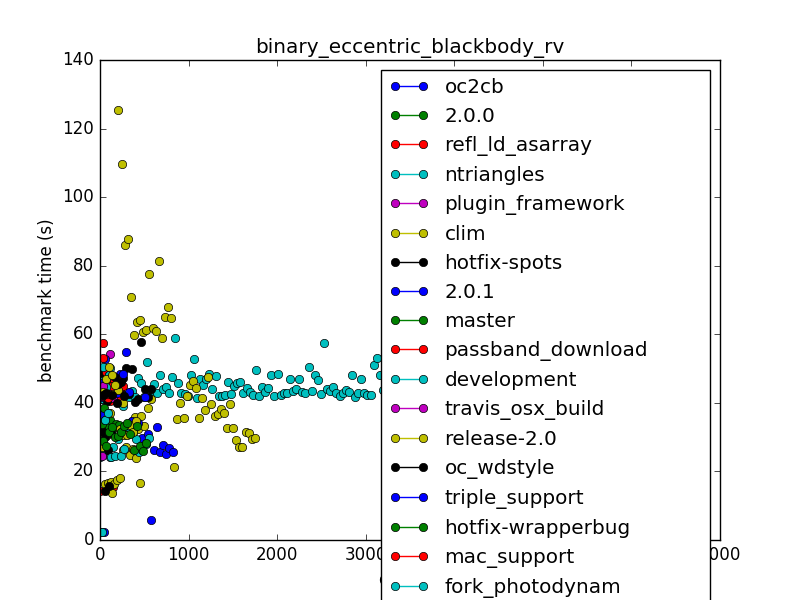 binary_eccentric_blackbody_rv
benchmark time (s)
140
120
100
80
60
40
20
0
0
1000
2000
oc2cb
2.0.0
refl_ld_asarray
ntriangles
plugin_framework
clim
hotfix-spots
2.0.1
master
passband_download
development
travis_osx_build
release-2.0
oc_wdstyle
triple_support
hotfix-wrapperbug
mac_support
fork_photodynam